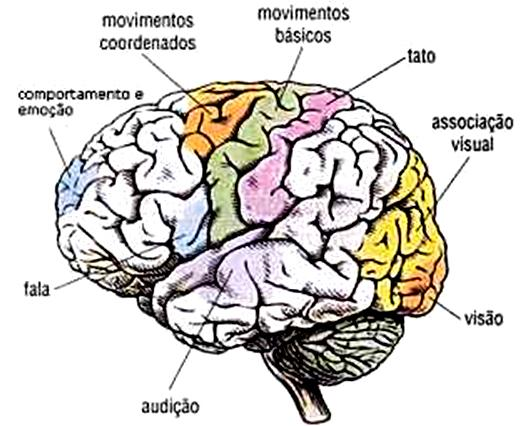 movimentos
coordenados
movimentos
básicos
tato
comportamento e
emoção
associação
visual
fala
visão
audição